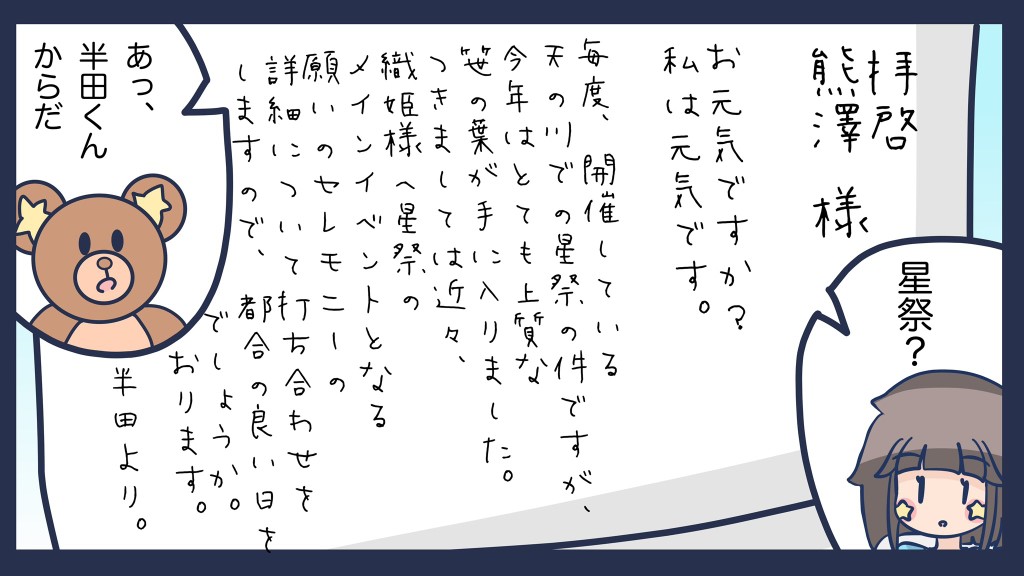 拝啓
熊澤 様
お元気ですか?
私は元気です。
毎度、開催している
天の川での星祭の件ですが、
今年はとても上質な
笹の葉が手に入りました。
つきましては近々、
織姫様へ星祭の
メインイベントとなる
願いのセレモニーの
詳細について打ち合わせを
しますので、都合の良い日を
でしょうか。
おります。
半田より。
星祭?
あっ、
半田くん
からだ